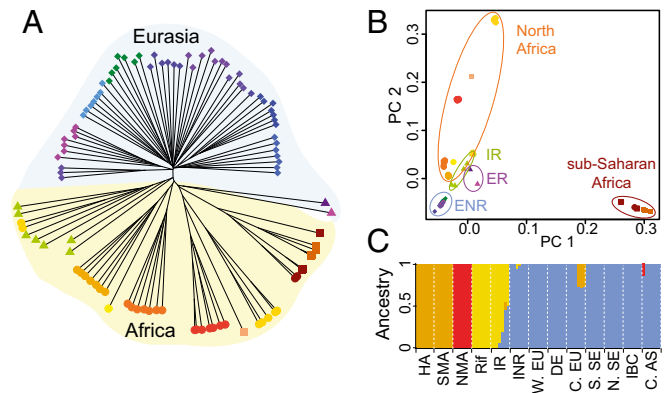 A
Eurasia
Africa
B
North
Africa
IR
ER
ENR
sub-Saharan
Africa
PC 2
0.3
0.2
0.1
0.0
0.0
0.1
0.2
0.3
PC 1
C
Ancestry
1
0.5
0
HA
SMA
NMA
Rif
IR
INR
W. EU
DE
C. EU
S. SE
N. SE
IBC
C. AS